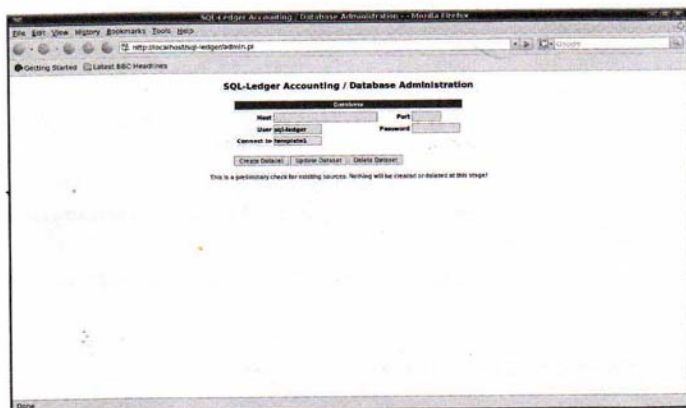 SQL-Ledger Accounting / Database Administration - - Mozilla Firefox
File Edit View History Bookmarks Tools Help
http://localhost/sql-ledger/admin.pl
Getting Started Latest BBC Headlines
SQL-Ledger Accounting / Database Administration
Database
Host Port
User sql-ledger Password
Connect to template1
Create Dataset Update Dataset Delete Dataset
This is a preliminary check for existing sources. Nothing will be created or deleted at this stage!
Done